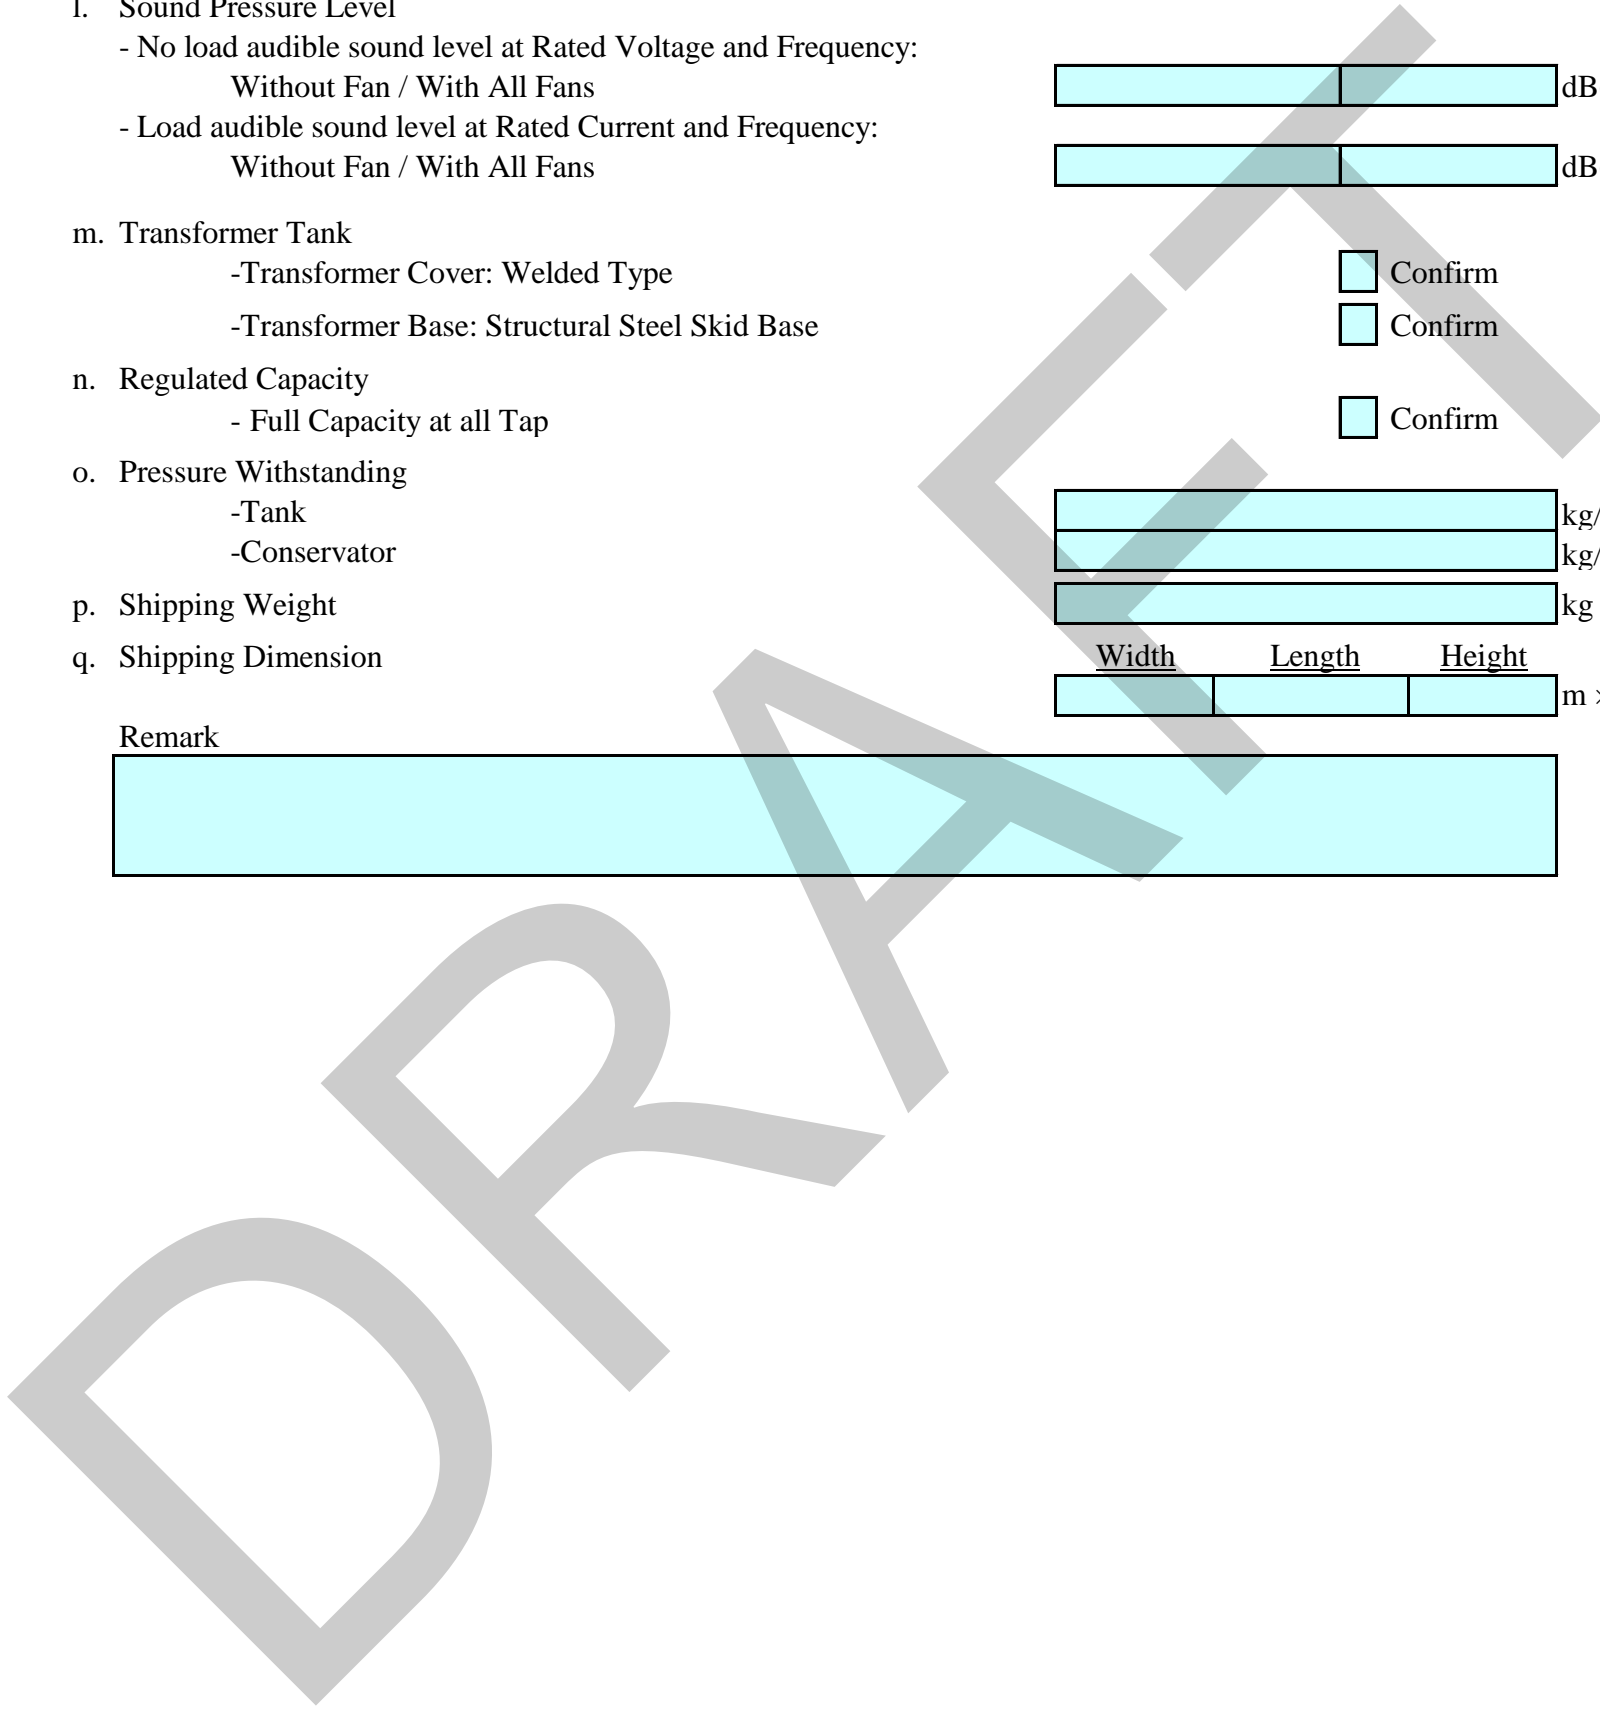 l. Sound Pressure Level
- No load audible sound level at Rated Voltage and Frequency:
Without Fan / With All Fans dB
- Load audible sound level at Rated Current and Frequency:
Without Fan / With All Fans dB
m. Transformer Tank
-Transformer Cover: Welded Type Confirm
-Transformer Base: Structural Steel Skid Base Confirm
n. Regulated Capacity
- Full Capacity at all Tap Confirm
o. Pressure Withstanding
-Tank kg/
-Conservator kg/
p. Shipping Weight kg
q. Shipping Dimension Width Length Height
m ×
Remark
DRAFT